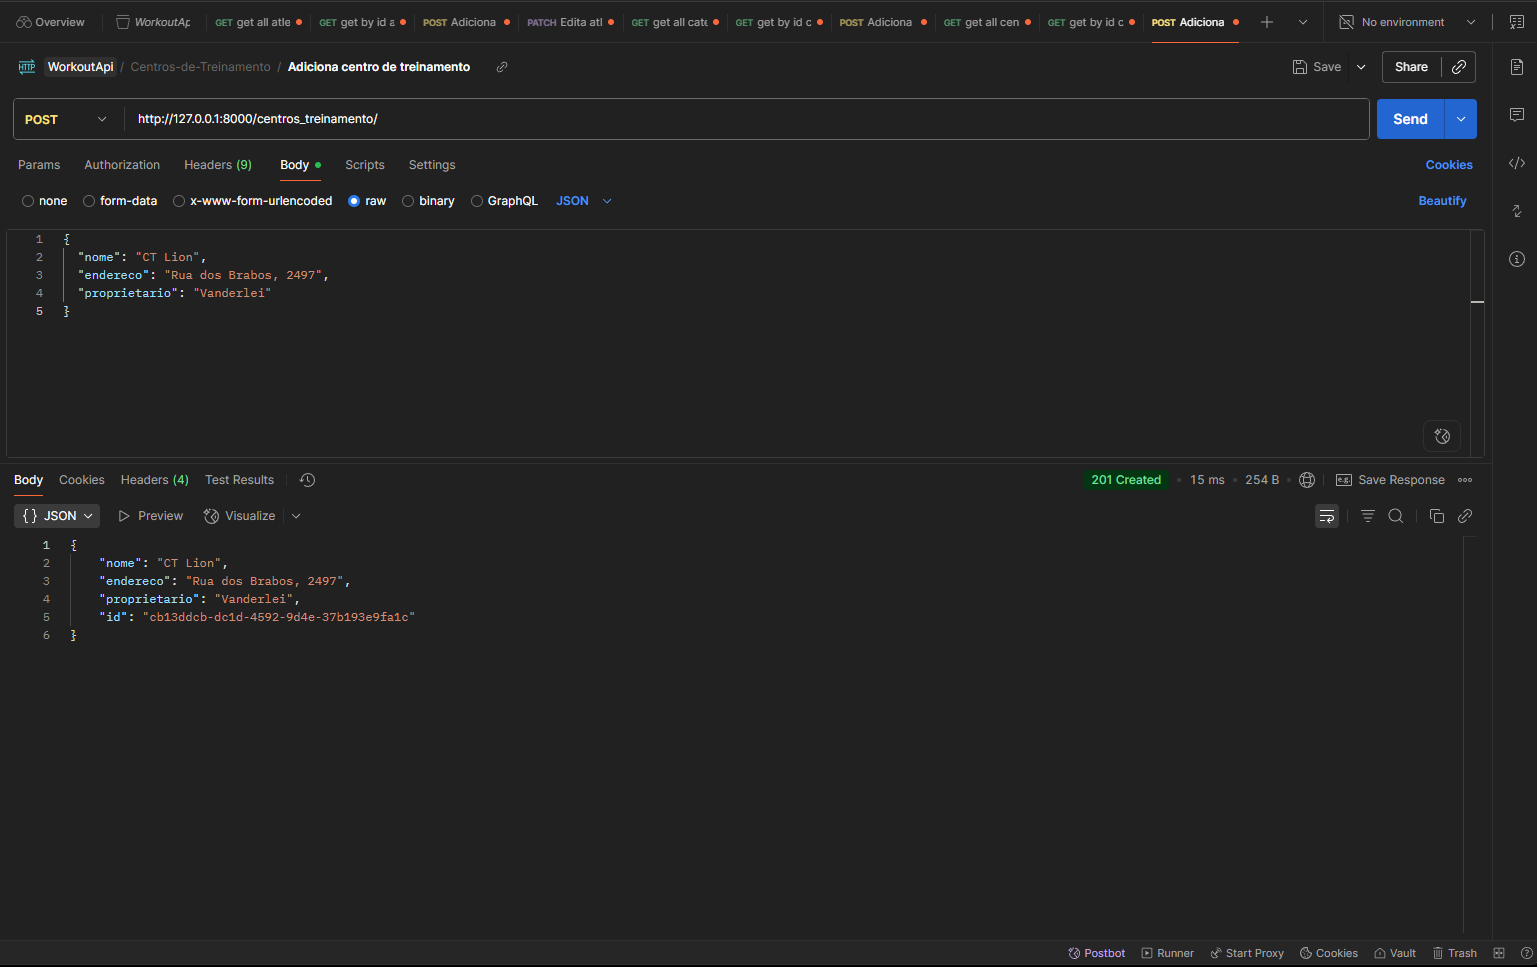 Overview WorkoutAp GET get all atle GET get by id a POST Adiciona PATCH Edita atl GET get all cate GET get by id c POST Adiciona GET get all cen GET get by id c POST Adiciona No environment
HTTP WorkoutApi / Centros-de-Treinamento / Adiciona centro de treinamento Save Share
POST http://127.0.0.1:8000/centros_treinamento/ Send
Params Authorization Headers (9) Body Scripts Settings Cookies
none form-data x-www-form-urlencoded raw binary GraphQL JSON Beautify
1 {
2 "nome": "CT Lion",
3 "endereco": "Rua dos Brabos, 2497",
4 "proprietario": "Vanderlei"
5 }
Body Cookies Headers (4) Test Results 201 Created 15 ms 254 B e.g. Save Response
{} JSON Preview Visualize
1 {
2 "nome": "CT Lion",
3 "endereco": "Rua dos Brabos, 2497",
4 "proprietario": "Vanderlei",
5 "id": "cb13ddcb-dc1d-4592-9d4e-37b193e9fa1c"
6 }
Postbot Runner Start Proxy Cookies Vault Trash